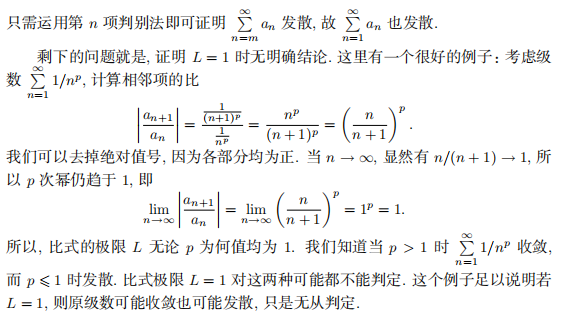 只需运用第 n 项判别法即可证明 $\sum_{n=m}^{\infty} a_n$ 发散, 故 $\sum_{n=1}^{\infty} a_n$ 也发散.
剩下的问题就是, 证明 L = 1 时无明确结论. 这里有一个很好的例子: 考虑级
数 $\sum_{n=1}^{\infty} 1/n^p$, 计算相邻项的比
$\left|\frac{a_{n+1}}{a_n}\right| = \frac{\frac{1}{(n+1)^p}}{\frac{1}{n^p}} = \frac{n^p}{(n+1)^p} = \left(\frac{n}{n+1}\right)^p.$
我们可以去掉绝对值号, 因为各部分均为正. 当 $n \to \infty$, 显然有 $n/(n+1) \to 1$, 所
以 p 次幂仍趋于 1, 即
$\lim_{n\to\infty} \left|\frac{a_{n+1}}{a_n}\right| = \lim_{n\to\infty} \left(\frac{n}{n+1}\right)^p = 1^p = 1.$
所以, 比式的极限 L 无论 p 为何值均为 1. 我们知道当 p > 1 时 $\sum_{n=1}^{\infty} 1/n^p$ 收敛,
而 $p \leqslant 1$ 时发散. 比式极限 L = 1 对这两种可能都不能判定. 这个例子足以说明若
L = 1, 则原级数可能收敛也可能发散, 只是无从判定.